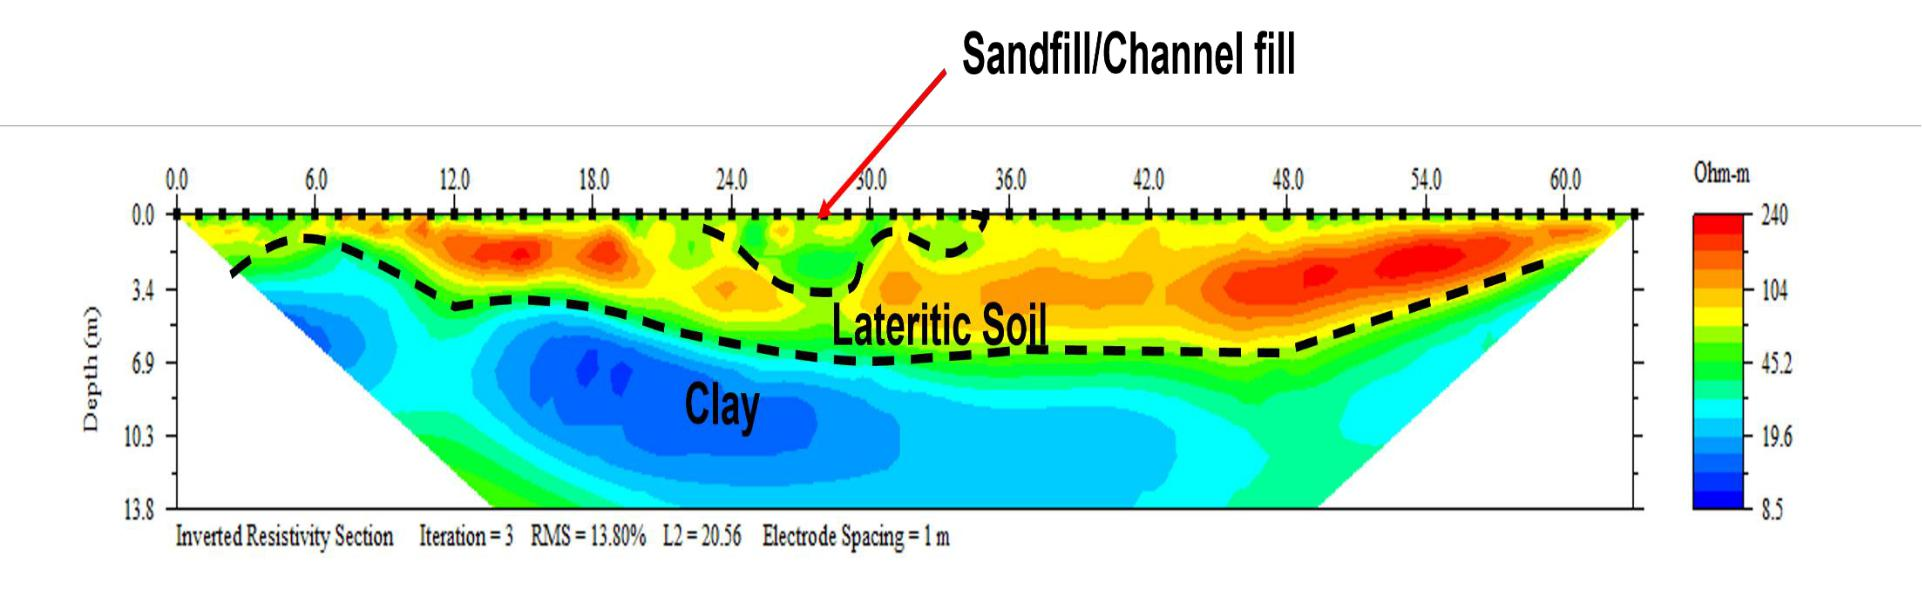 Sandfill/Channel fill
0.0 6.0 12.0 18.0 24.0 30.0 36.0 42.0 48.0 54.0 60.0
Ohm-m
0.0
3.4
6.9
10.3
13.8
Depth (m)
Lateritic Soil
Clay
240
104
45.2
19.6
8.5
Inverted Resistivity Section Iteration = 3 RMS = 13.80% L2 = 20.56 Electrode Spacing = 1 m